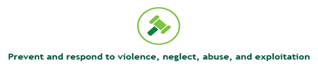 Prevent and respond to violence, neglect, abuse, and exploitation